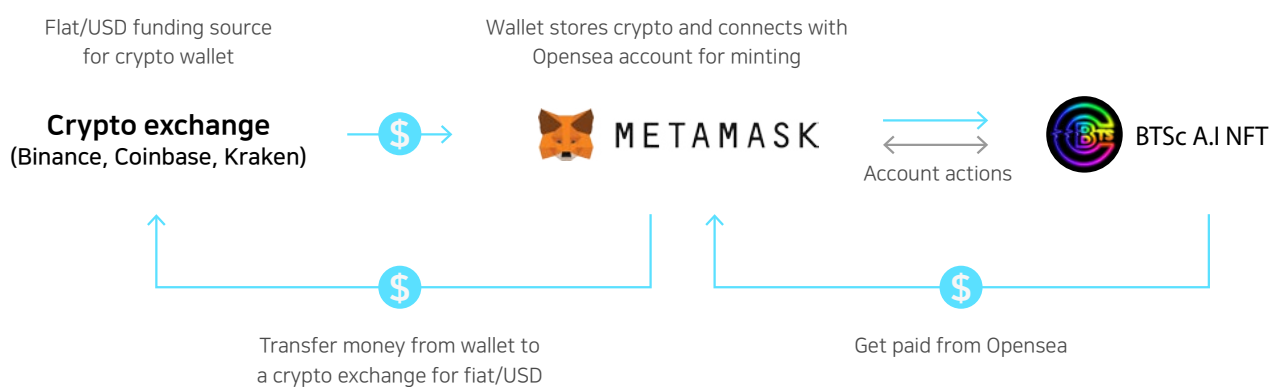 Flat/USD funding source
for crypto wallet
Wallet stores crypto and connects with
Opensea account for minting
Crypto exchange
(Binance, Coinbase, Kraken)
$
METAMASK
Account actions
BTS
BTSc A.I NFT
$
$
Transfer money from wallet to
a crypto exchange for fiat/USD
Get paid from Opensea